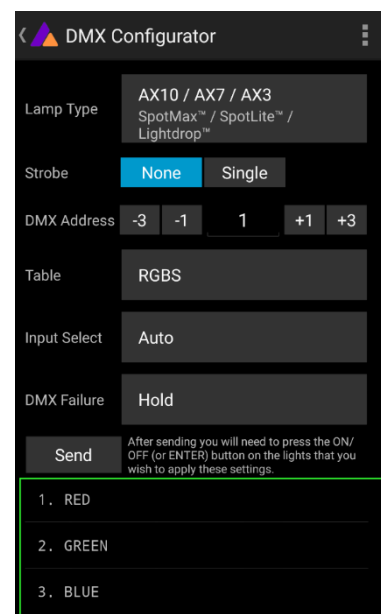 DMX Configurator
Lamp Type
AX10 / AX7 / AX3
SpotMax™ / SpotLite™ /
Lightdrop™
Strobe
None Single
DMX Address -3 -1 1 +1 +3
Table RGBS
Input Select Auto
DMX Failure Hold
Send
After sending you will need to press the ON/
OFF (or ENTER) button on the lights that you
wish to apply these settings.
1. RED
2. GREEN
3. BLUE